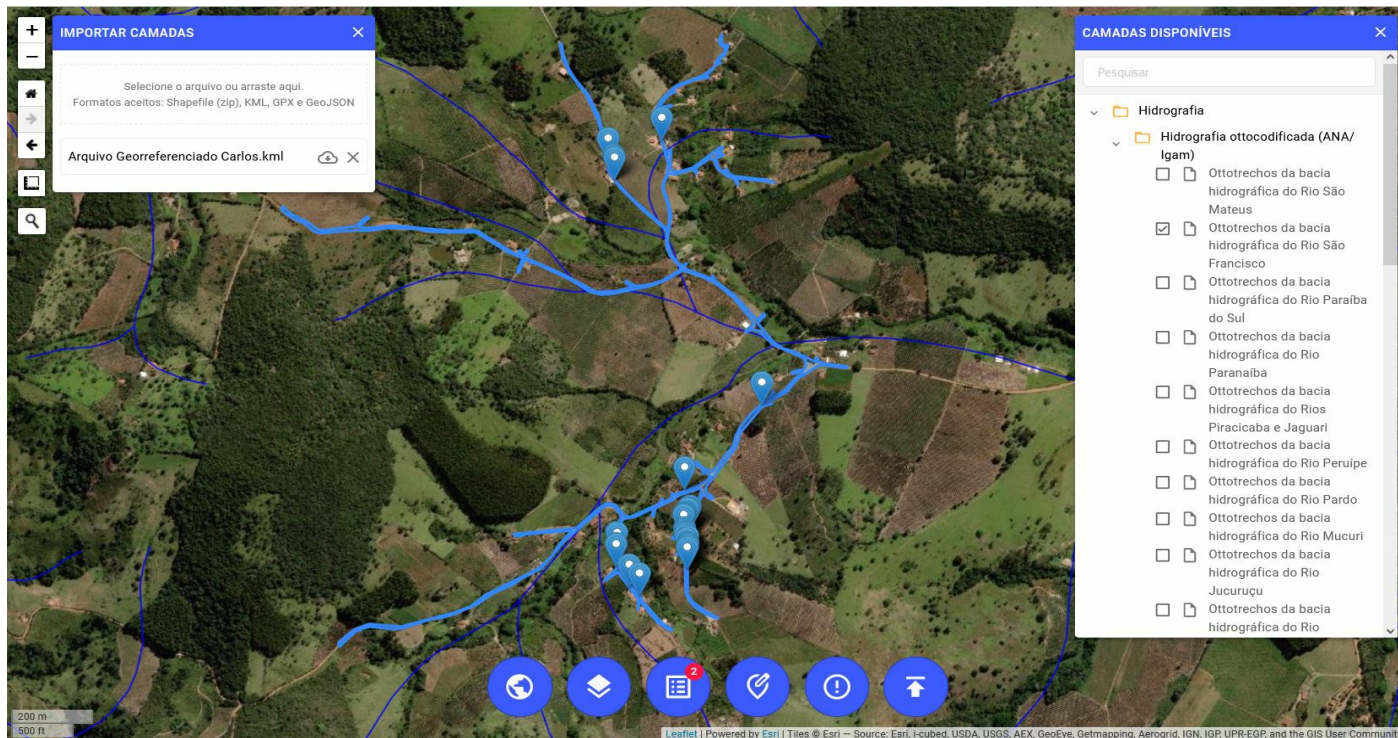 +
IMPORTAR CAMADAS
Selecione o arquivo ou arraste aqui.
Formatos aceitos: Shapefile (zip), KML, GPX e GeoJSON
Arquivo Georreferenciado Carlos.kml
CAMADAS DISPONÍVEIS
Pesquisar
Hidrografia
Hidrografia ottocodificada (ANA/
Igam)
Ottotrechos da bacia
hidrográfica do Rio São
Mateus
Ottotrechos da bacia
hidrográfica do Rio São
Francisco
Ottotrechos da bacia
hidrográfica do Rio Paraíba
do Sul
Ottotrechos da bacia
hidrográfica do Rio
Paranaíba
Ottotrechos da bacia
hidrográfica do Rios
Piracicaba e Jaguari
Ottotrechos da bacia
hidrográfica do Rio Peruípe
Ottotrechos da bacia
hidrográfica do Rio Pardo
Ottotrechos da bacia
hidrográfica do Rio Mucuri
Ottotrechos da bacia
hidrográfica do Rio
Jucuruçu
Ottotrechos da bacia
hidrográfica do Rio
2
200 m
500 ft
Leaflet | Powered by Esri | Tiles © Esri — Source: Esri, i-cubed, USDA, USGS, AEX, GeoEye, Getmapping, Aerogrid, IGN, IGP, UPR-EGP, and the GIS User Communit